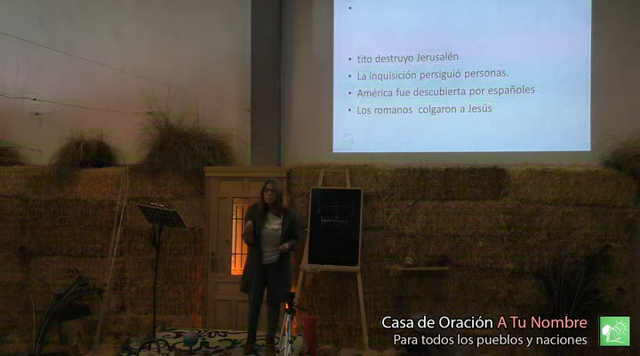 • tito destruyo Jerusalén
• La inquisición persiguió personas.
• América fue descubierta por españoles
• Los romanos colgaron a Jesús
Casa de Oración A Tu Nombre
Para todos los pueblos y naciones